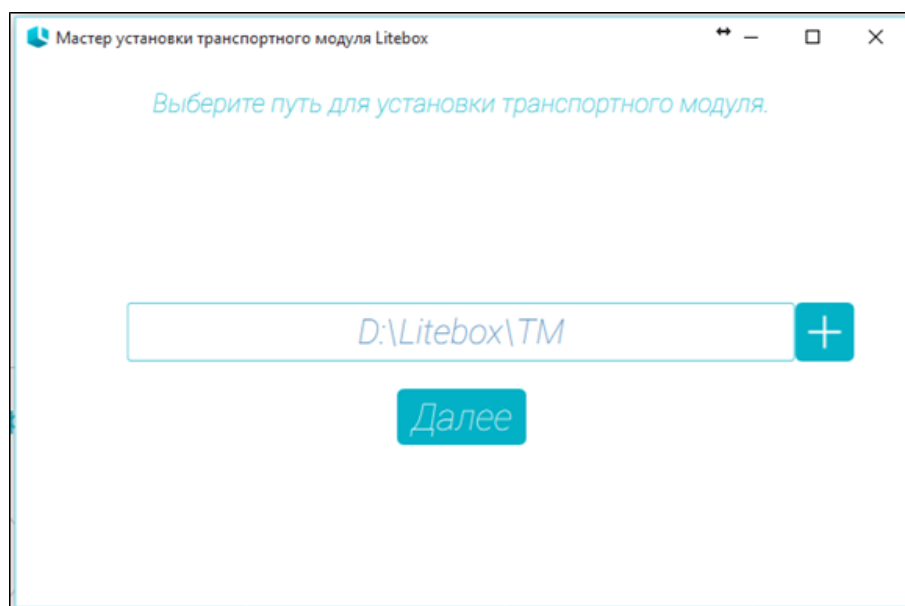 Мастер установки транспортного модуля Litebox
Выберите путь для установки транспортного модуля.
D:\Litebox\TM
Далее